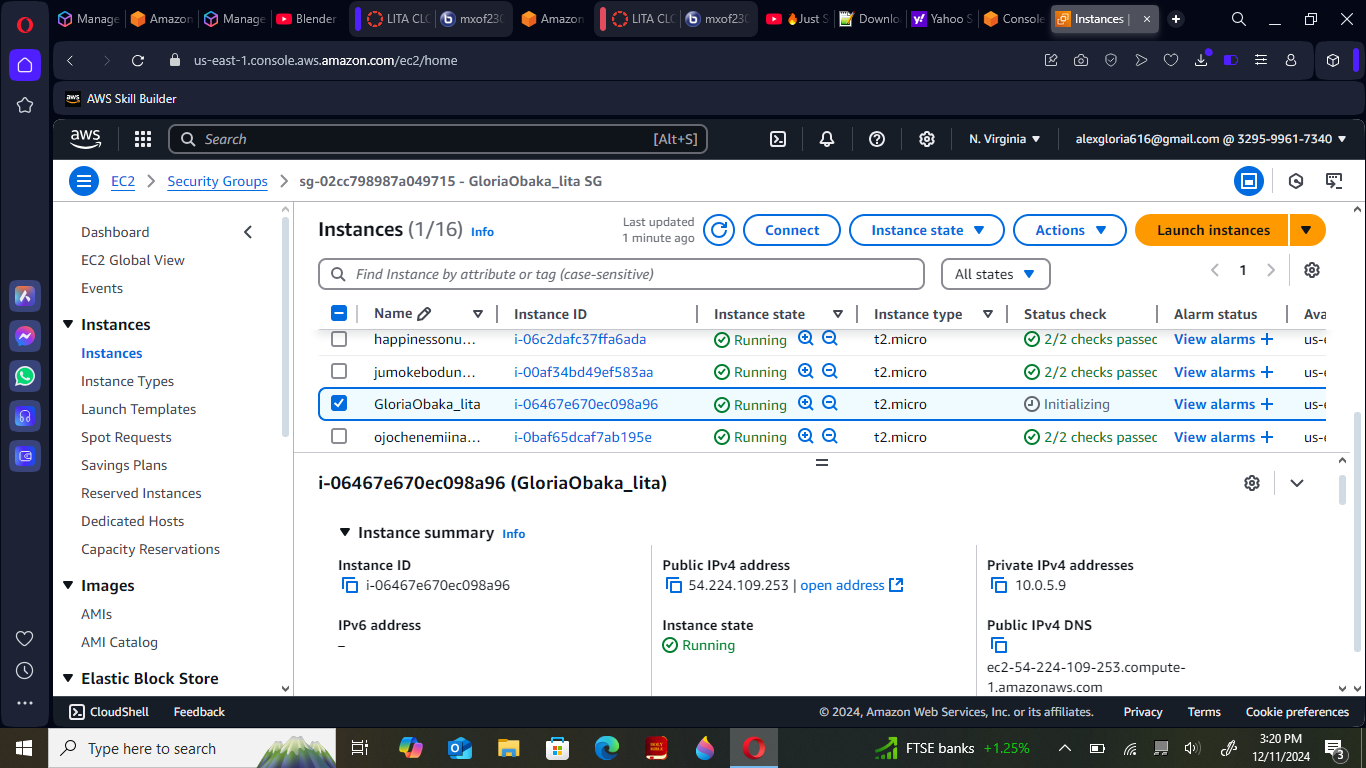 Manage
Amazon
Manage
Blender
LITA CLO
mxof230
Amazon
LITA CLO
mxof230
Just S
Downlo
Yahoo S
Console
Instances |
us-east-1.console.aws.amazon.com/ec2/home
aws AWS Skill Builder
aws
Search [Alt+S]
N. Virginia
alexgloria616@gmail.com @ 3295-9961-7340
EC2 Security Groups sg-02cc798987a049715 - GloriaObaka_lita SG
Dashboard
EC2 Global View
Events
Instances
Instances
Instance Types
Launch Templates
Spot Requests
Savings Plans
Reserved Instances
Dedicated Hosts
Capacity Reservations
Images
AMIs
AMI Catalog
Elastic Block Store
Instances (1/16) Info
Last updated
1 minute ago
Connect
Instance state
Actions
Launch instances
Find Instance by attribute or tag (case-sensitive)
All states
1
Name Instance ID Instance state Instance type Status check Alarm status Ava
happinessonu... i-06c2dafc37ffa6ada Running t2.micro 2/2 checks passed View alarms + us-e
jumokebodun... i-00af34bd49ef583aa Running t2.micro 2/2 checks passed View alarms + us-e
GloriaObaka_lita i-06467e670ec098a96 Running t2.micro Initializing View alarms + us-e
ojochenemiina... i-0baf65dcaf7ab195e Running t2.micro 2/2 checks passed View alarms + us-e
i-06467e670ec098a96 (GloriaObaka_lita)
Instance summary Info
Instance ID
i-06467e670ec098a96
Public IPv4 address
54.224.109.253 | open address
Private IPv4 addresses
10.0.5.9
IPv6 address
–
Instance state
Running
Public IPv4 DNS
ec2-54-224-109-253.compute-
1.amazonaws.com
CloudShell Feedback © 2024, Amazon Web Services, Inc. or its affiliates. Privacy Terms Cookie preferences
Type here to search
HOLY BIBLE
FTSE banks +1.25%
3:20 PM
12/11/2024
3